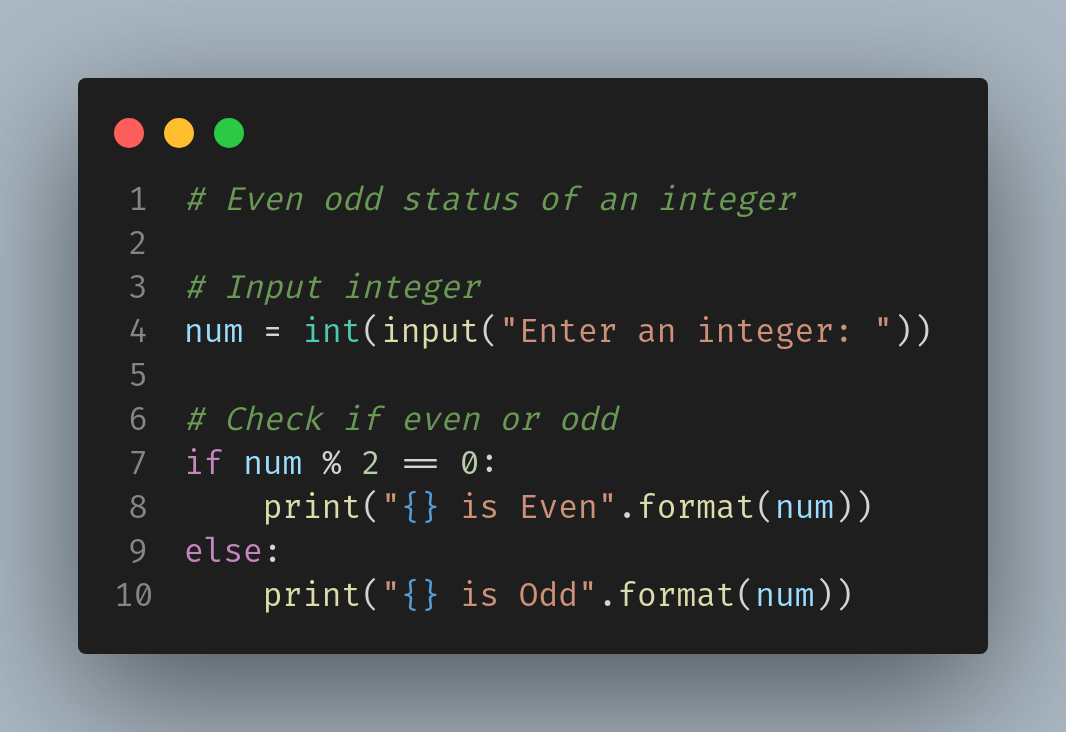 1 # Even odd status of an integer
2
3 # Input integer
4 num = int(input("Enter an integer: "))
5
6 # Check if even or odd
7 if num % 2 == 0:
8     print("{} is Even".format(num))
9 else:
10     print("{} is Odd".format(num))